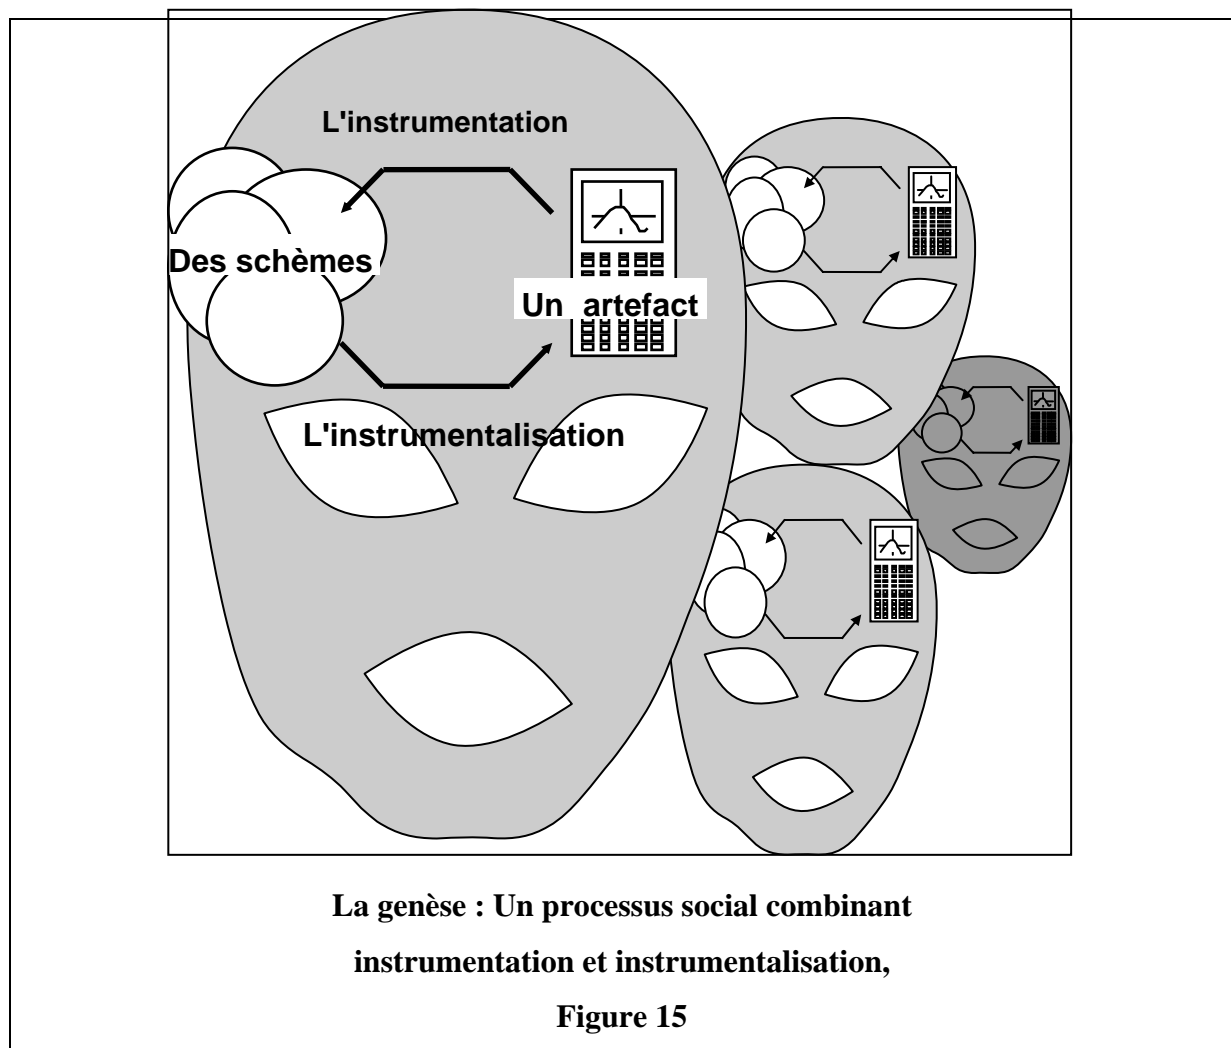 L'instrumentation
Des schèmes
Un artefact
L'instrumentalisation
La genèse : Un processus social combinant
instrumentation et instrumentalisation,
Figure 15